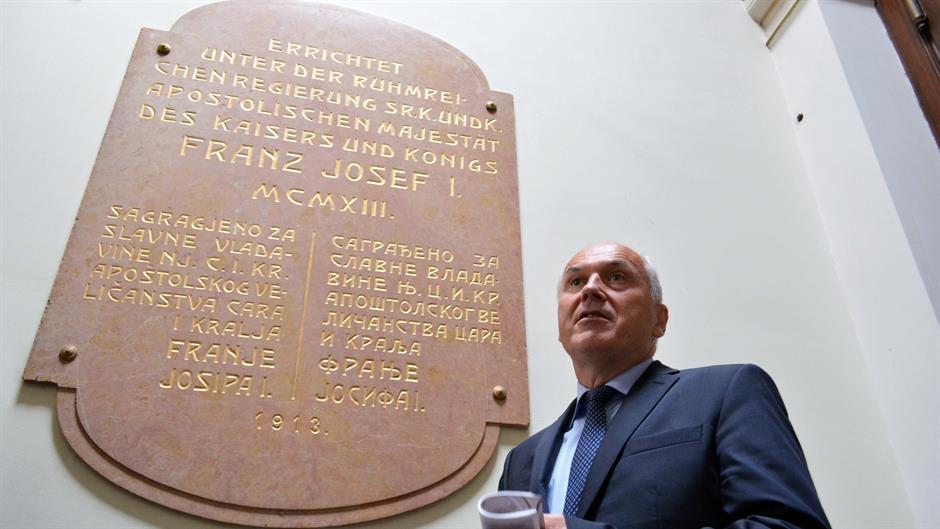 ERRICHTET
UNTER DER RUHMREI-
CHEN REGIERUNG SR.K.UNDK.
APOSTOLISCHEN MAJESTÄT
DES KAISERS UND KÖNIGS
FRANZ JOSEF I.
MCMXIII.
SAGRAGJENO ZA
SLAVNE VLADA-
VINE NJ. C. I. KR.
APOŠTOLSKOG VE-
LIČANSTVA CARA
I KRALJA
FRANJE
JOSIPA I.
САГРАЂЕНО ЗА
СЛАВНЕ ВЛАДА-
ВИНЕ Њ. Ц. И. КР.
АПОШТОЛСКОГ ВЕ
ЛИЧАНСТВА ЦАРА
И КРАЉА
ФРАЊЕ
ЈОСИФА I.
1913.